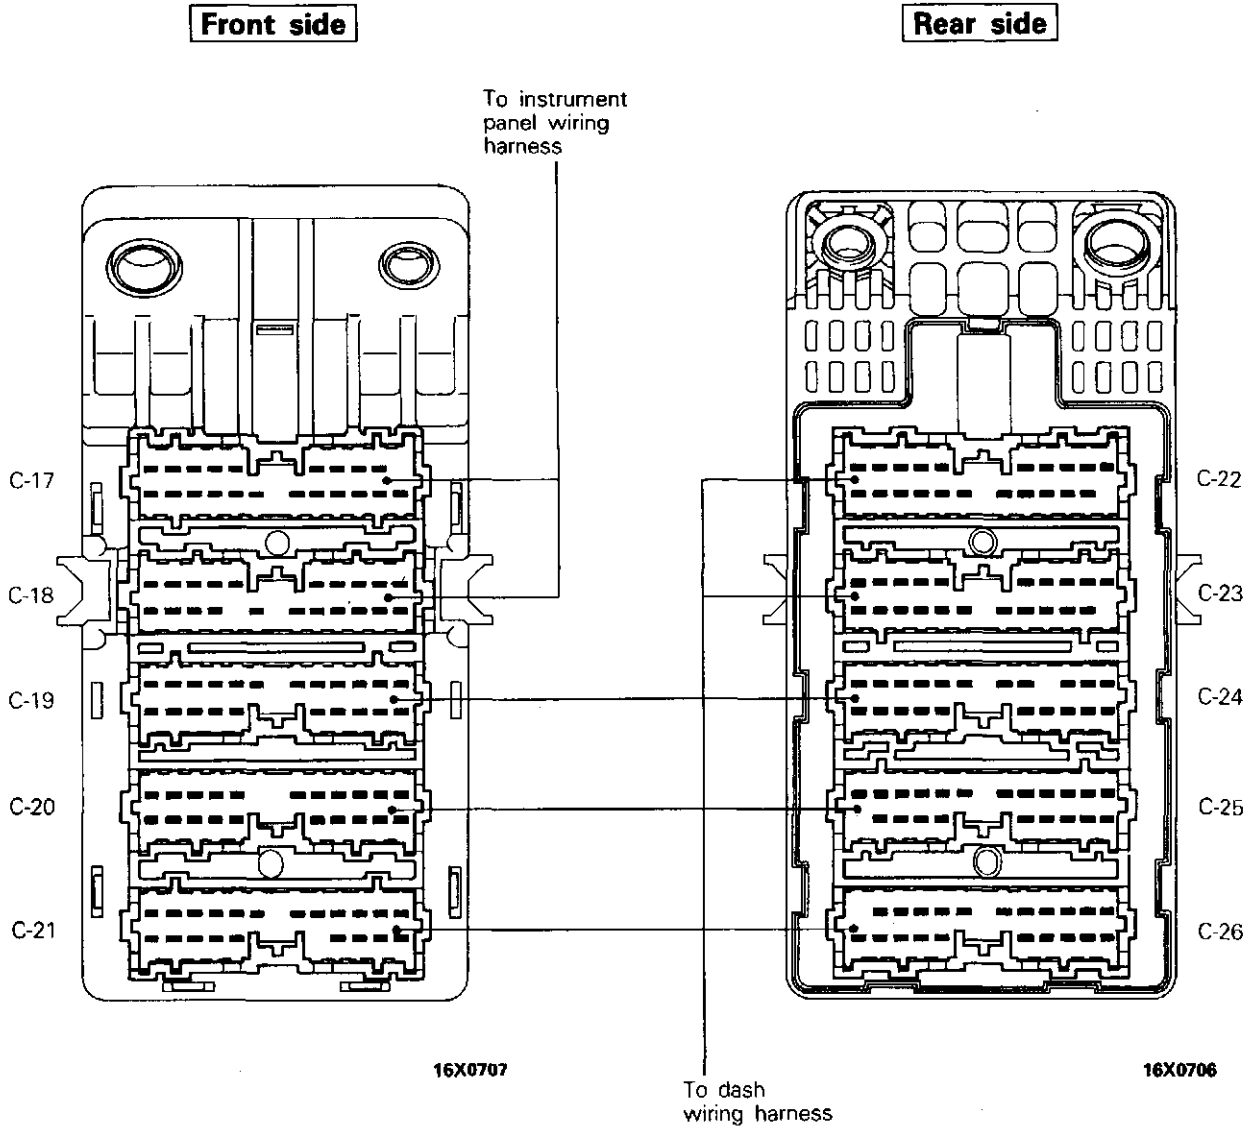 Front side
Rear side
To instrument
panel wiring
harness
C-17
C-22
C-18
C-23
C-19
C-24
C-20
C-25
C-21
C-26
16X0707
16X0706
To dash
wiring harness